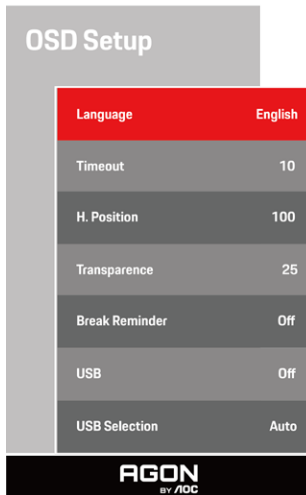 OSD Setup
Language English
Timeout 10
H. Position 100
Transparence 25
Break Reminder Off
USB Off
USB Selection Auto
AGON
BY AOC